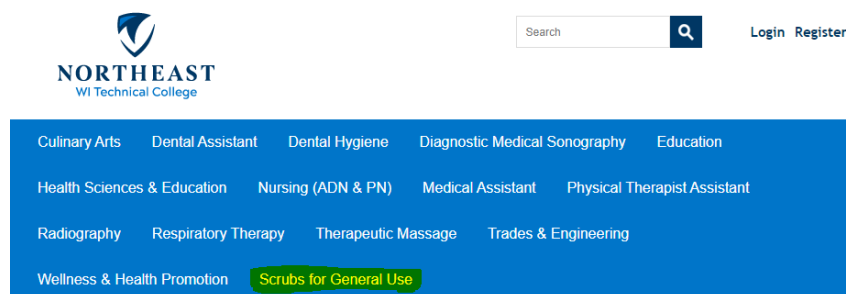 Search
Login Register
NORTHEAST
WI Technical College
Culinary Arts Dental Assistant Dental Hygiene Diagnostic Medical Sonography Education
Health Sciences & Education Nursing (ADN & PN) Medical Assistant Physical Therapist Assistant
Radiography Respiratory Therapy Therapeutic Massage Trades & Engineering
Wellness & Health Promotion Scrubs for General Use